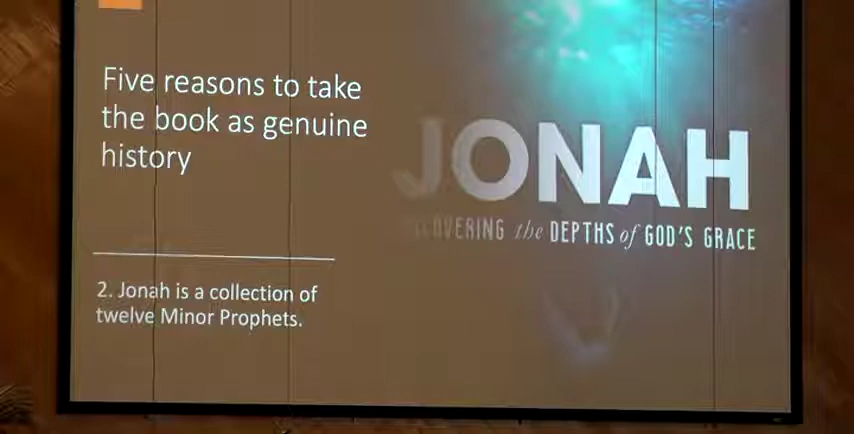 Five reasons to take
the book as genuine
history
2. Jonah is a collection of
twelve Minor Prophets.
JONAH
the DEPTHS of GOD'S GRACE